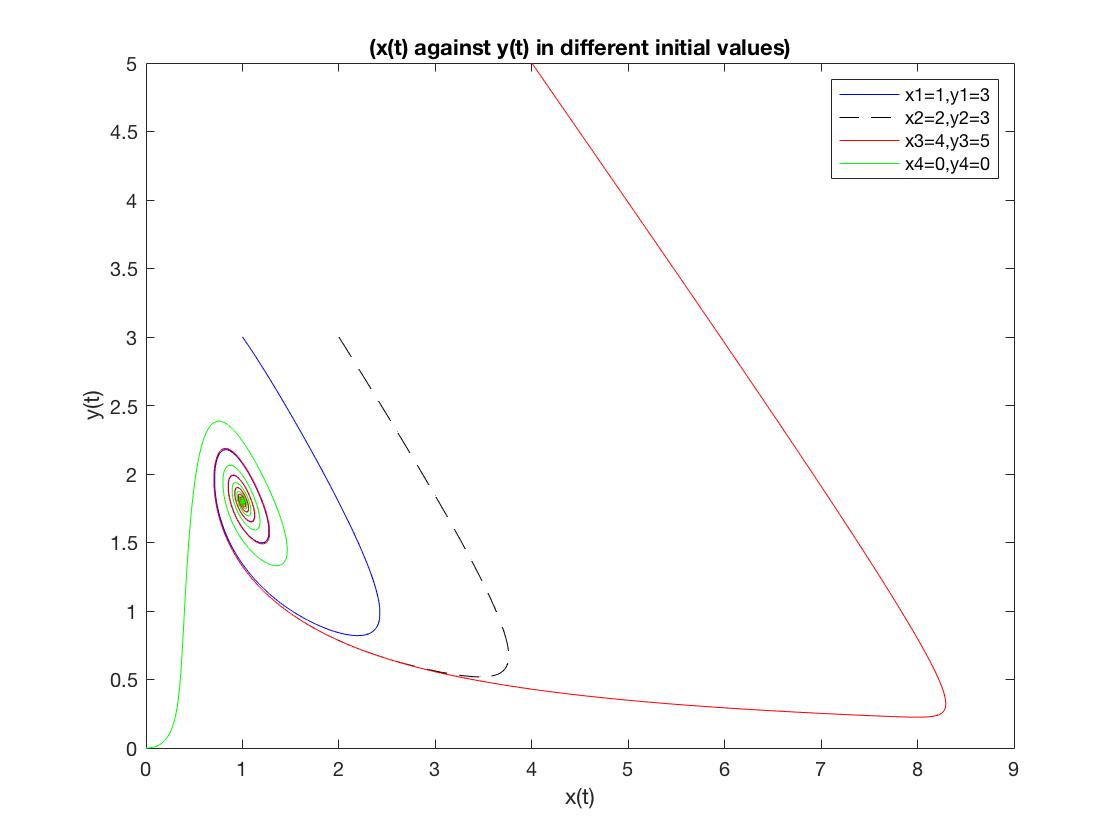 (x(t) against y(t) in different initial values)
x1=1,y1=3
x2=2,y2=3
x3=4,y3=5
x4=0,y4=0
5
4.5
4
3.5
3
2.5
2
1.5
1
0.5
0
y(t)
0 1 2 3 4 5 6 7 8 9
x(t)